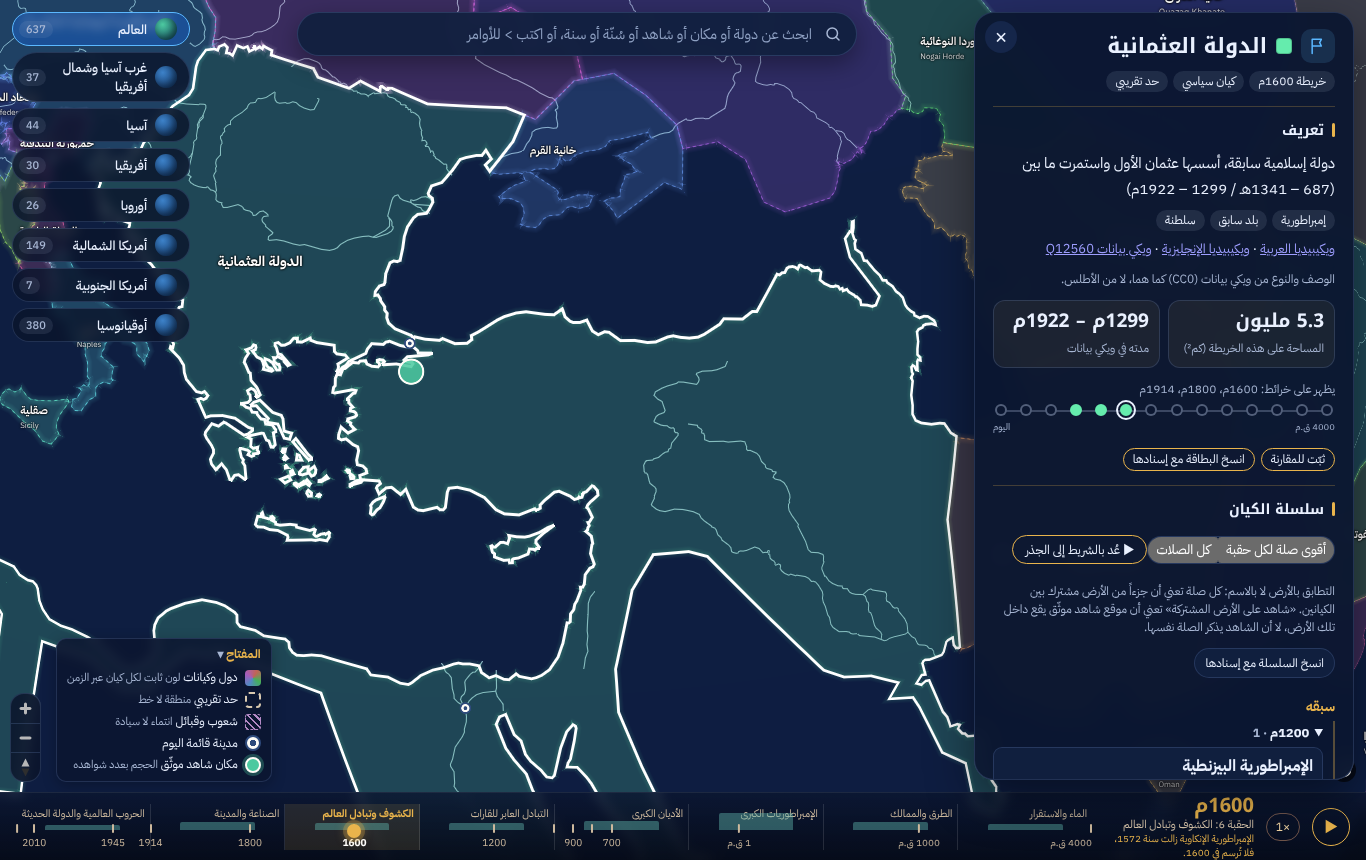 Quazaq Khanate
ابحث عن دولة أو مكان أو شاهد أو سُنّة أو سنة، أو اكتب > للأوامر
العالم
637
غرب آسيا وشمال أفريقيا
37
آسيا
44
أفريقيا
30
أوروبا
26
أمريكا الشمالية
149
أمريكا الجنوبية
7
أوقيانوسيا
380
Nogai Horde
خانية القرم
الدولة العثمانية
Naples
صقلية
Sicily
Oman
الدولة العثمانية
خريطة 1600م
كيان سياسي
حد تقريبي
تعريف
دولة إسلامية سابقة، أسسها عثمان الأول واستمرت ما بين
(687 – 1341هـ / 1299 – 1922م)
إمبراطورية
بلد سابق
سلطنة
ويكيبيديا العربية · ويكيبيديا الإنجليزية · ويكي بيانات Q12560
الوصف والنوع من ويكي بيانات (CC0) كما هما، لا من الأطلس.
5.3 مليون
المساحة على هذه الخريطة (كم²)
1299م – 1922م
مدته في ويكي بيانات
يظهر على خرائط: 1600م، 1800م، 1914م
4000 ق.م
اليوم
ثبّت للمقارنة
انسخ البطاقة مع إسنادها
سلسلة الكيان
أقوى صلة لكل حقبة
كل الصلات
▶ عُد بالشريط إلى الجذر
التطابق بالأرض لا بالاسم: كل صلة تعني أن جزءاً من الأرض مشترك بين
الكيانين. «شاهد على الأرض المشتركة» تعني أن موقع شاهد موثّق يقع داخل
تلك الأرض، لا أن الشاهد يذكر الصلة نفسها.
انسخ السلسلة مع إسنادها
سبقه
▼ 1200م · 1
الإمبراطورية البيزنطية
المفتاح ▾
دول وكيانات لون ثابت لكل كيان عبر الزمن
حد تقريبي منطقة لا خط
شعوب وقبائل انتماء لا سيادة
مدينة قائمة اليوم
مكان شاهد موثّق الحجم بعدد شواهده
1600م
الحقبة 6: الكشوف وتبادل العالم
الإمبراطورية الإنكاوية زالت سنة 1572،
فلا تُرسم في 1600.
1×
الماء والاستقرار
4000 ق.م
الطرق والممالك
1000 ق.م
الإمبراطوريات الكبرى
1 ق.م
الأديان الكبرى
700
900
التبادل العابر للقارات
1200
الكشوف وتبادل العالم
1600
الصناعة والمدينة
1800
الحروب العالمية والدولة الحديثة
1914
1945
2010